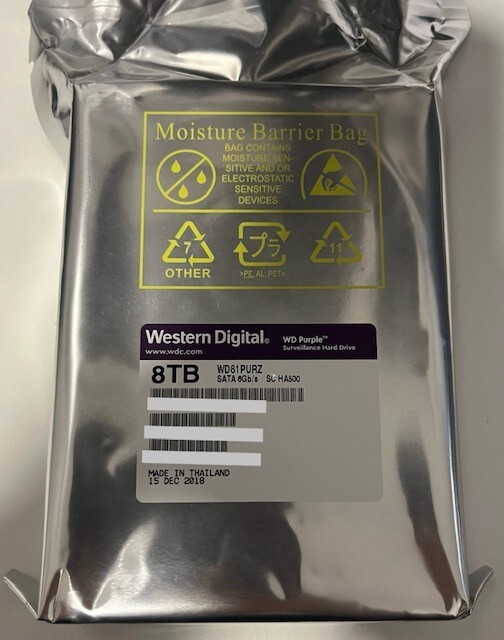 Moisture Barrier Bag
BAG CONTAINS
MOISTURE SEN-
SITIVE AND OR
ELECTROSTATIC
SENSITIVE
DEVICES
7
プラ
11
OTHER
>PE, AL, PET<
Western Digital®
WD Purple™
www.wdc.com
Surveillance Hard Drive
8TB
WD81PURZ
SATA 6Gb/s SC HA500
MADE IN THAILAND
15 DEC 2018